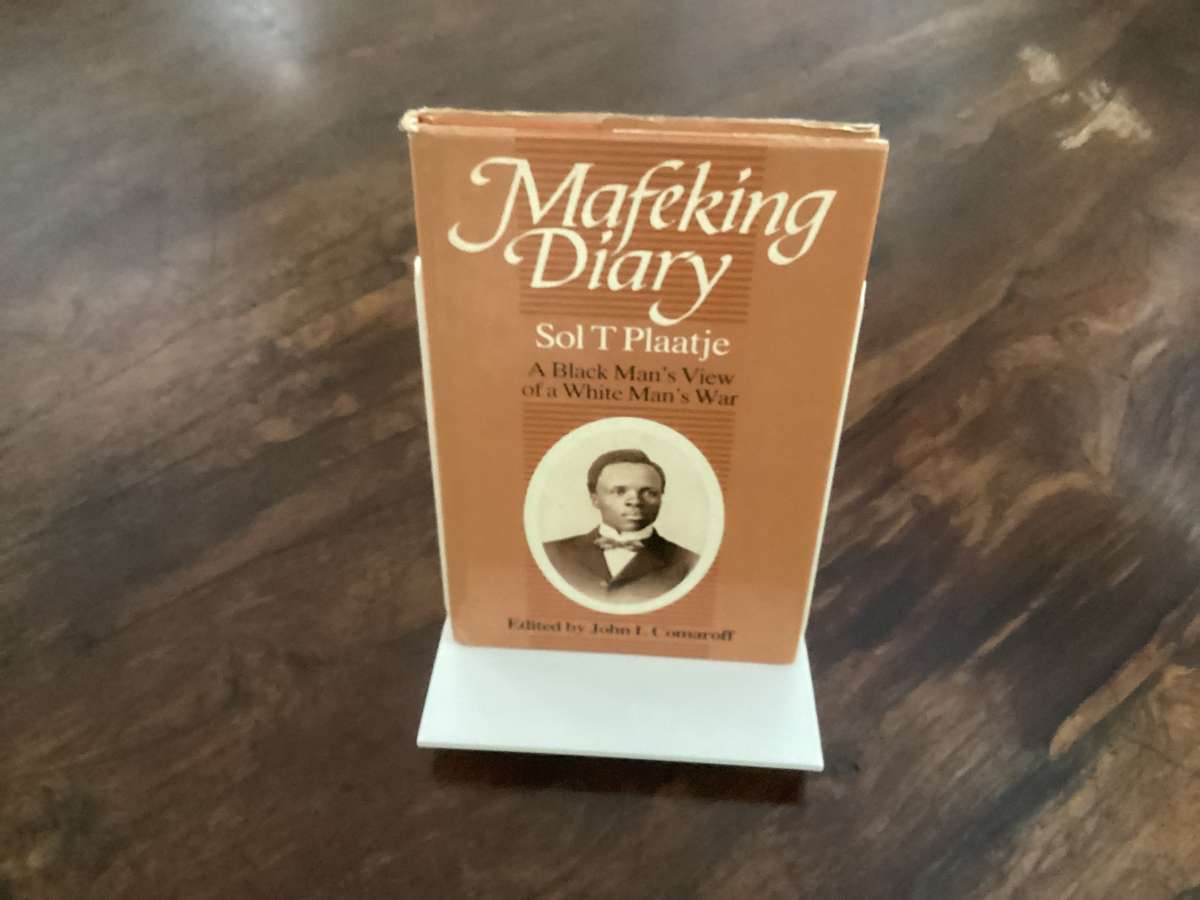 Mafeking
Diary
Sol T Plaatje
A Black Man's View
of a White Man's War
Edited by John L Comaroff